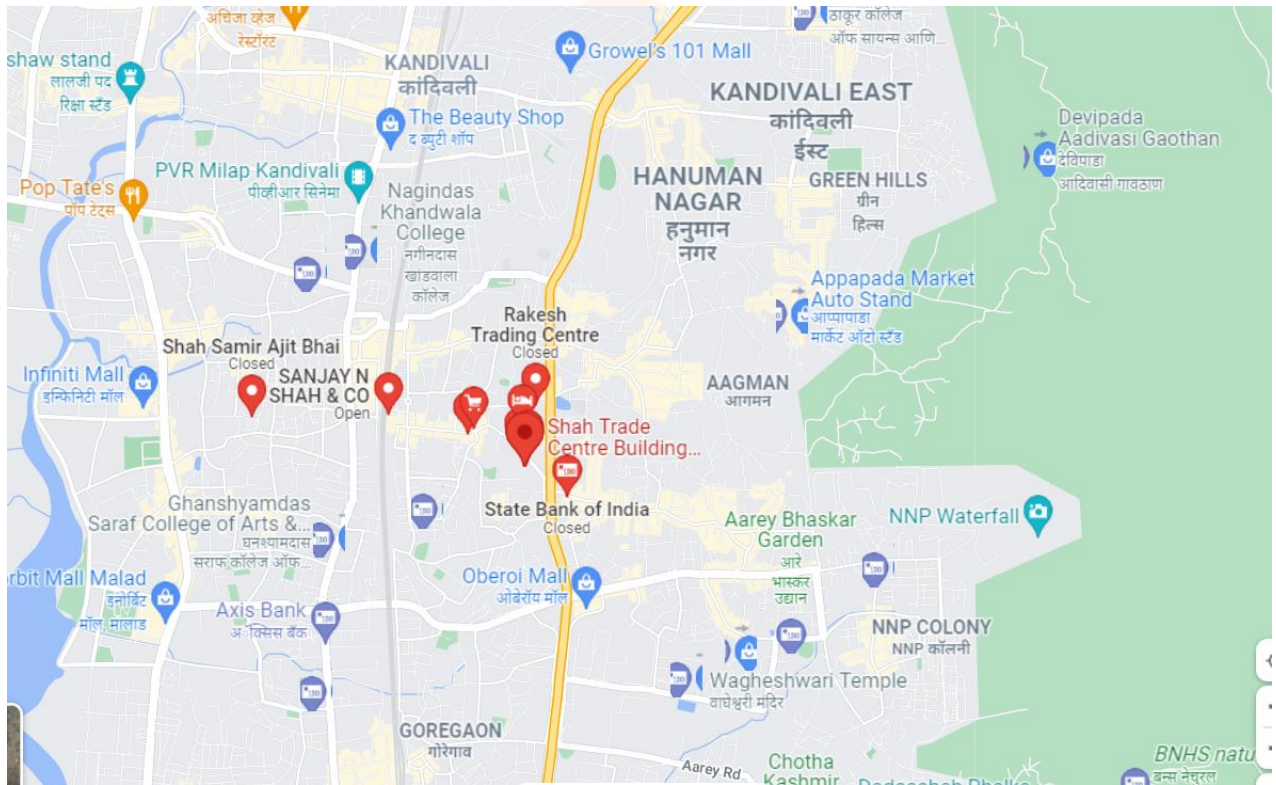 अचिजा व्हेज
रेस्टॉरंट
shaw stand
लालजी पद
रिक्षा स्टँड
KANDIVALI
कांदिवली
Growel's 101 Mall
ठाकूर कॉलेज
ऑफ सायन्स आणि...
The Beauty Shop
द ब्युटी शॉप
KANDIVALI EAST
कांदिवली
ईस्ट
Devipada
Aadivasi Gaothan
देविपाडा
आदिवासी गावठाण
PVR Milap Kandivali
पीव्हीआर सिनेमा
Pop Tate's
पॉप टेट्स
Nagindas
Khandwala
College
नगीनदास
खांडवाला
कॉलेज
HANUMAN
NAGAR
हनुमान
नगर
GREEN HILLS
ग्रीन
हिल्स
Appapada Market
Auto Stand
आप्पापाडा
मार्केट ऑटो स्टँड
Rakesh
Trading Centre
Closed
Shah Samir Ajit Bhai
Closed
Infiniti Mall
इन्फिनिटी मॉल
SANJAY N
SHAH & CO
Open
AAGMAN
आगमन
Shah Trade
Centre Building...
State Bank of India
Closed
Ghanshyamdas
Saraf College of Arts &...
घनश्यामदास
सराफ कॉलेज ऑफ...
Aarey Bhaskar
Garden
आरे
भास्कर
उद्यान
NNP Waterfall
orbit Mall Malad
इनॉर्बिट
मॉल, मालाड
Oberoi Mall
ओबेरॉय मॉल
Axis Bank
अ‍ॅक्सिस बँक
NNP COLONY
NNP कॉलनी
Wagheshwari Temple
वाघेश्वरी मंदिर
GOREGAON
गोरेगाव
Aarey Rd
Chotha
Kashmir
BNHS natu
बन्स नेचुरल